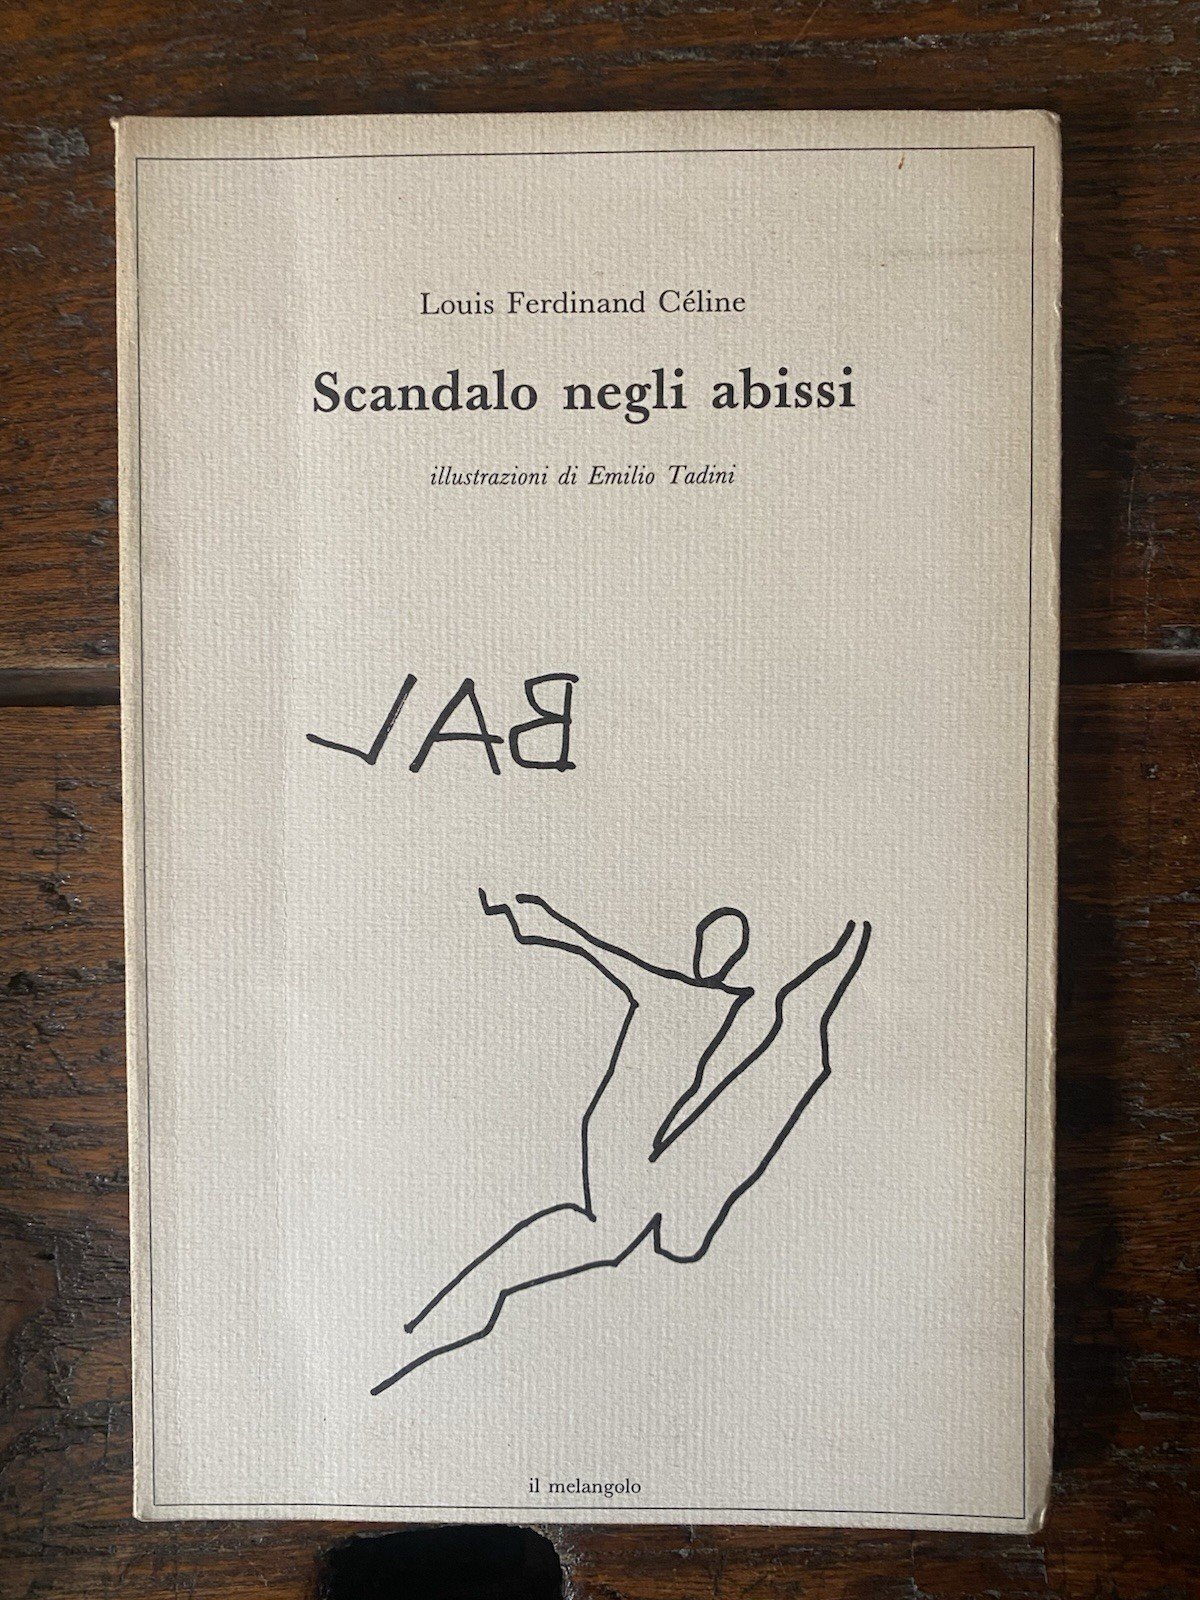 Louis Ferdinand Céline
Scandalo negli abissi
illustrazioni di Emilio Tadini
BAL
il melangolo